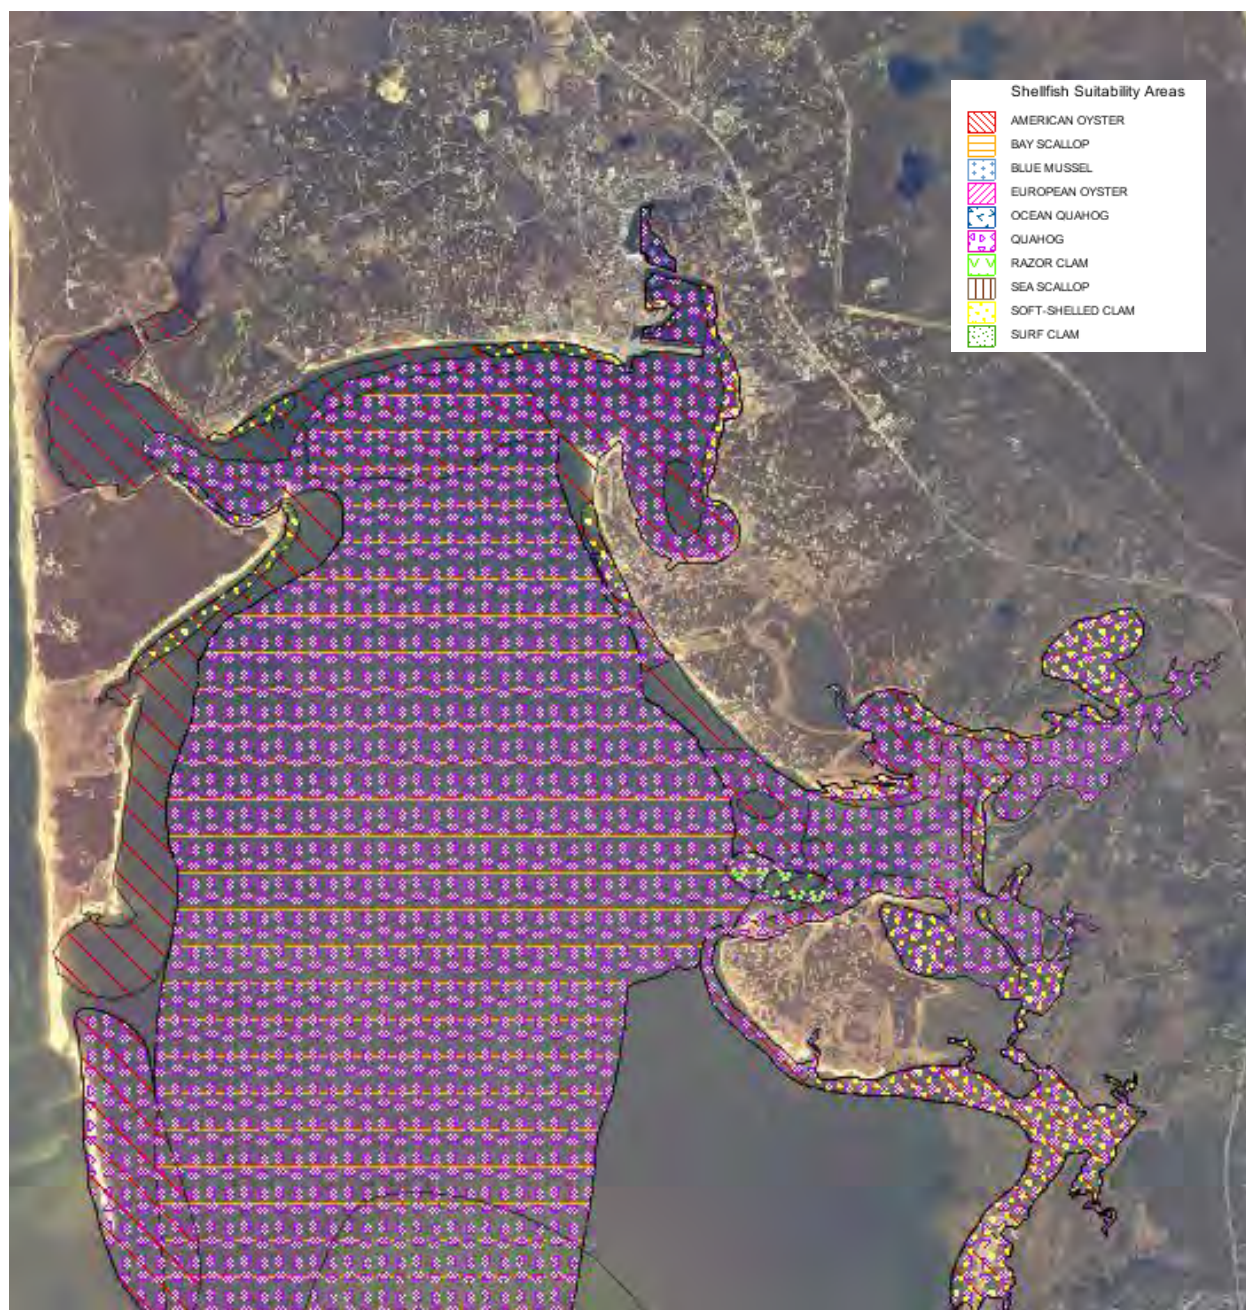 Shellfish Suitability Areas
AMERICAN OYSTER
BAY SCALLOP
BLUE MUSSEL
EUROPEAN OYSTER
OCEAN QUAHOG
QUAHOG
RAZOR CLAM
SEA SCALLOP
SOFT-SHELLED CLAM
SURF CLAM